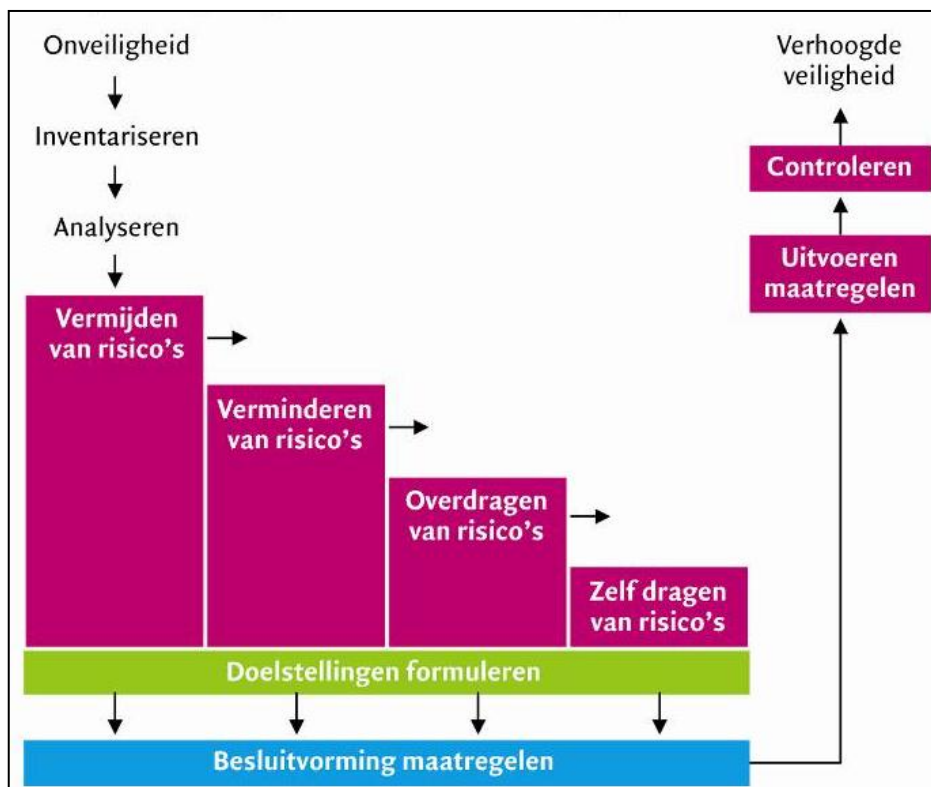 Onveiligheid
Inventariseren
Analyseren
Vermijden
van risico's
Verminderen
van risico's
Overdragen
van risico's
Zelf dragen
van risico's
Doelstellingen formuleren
Besluitvorming maatregelen
Uitvoeren
maatregelen
Controleren
Verhoogde
veiligheid